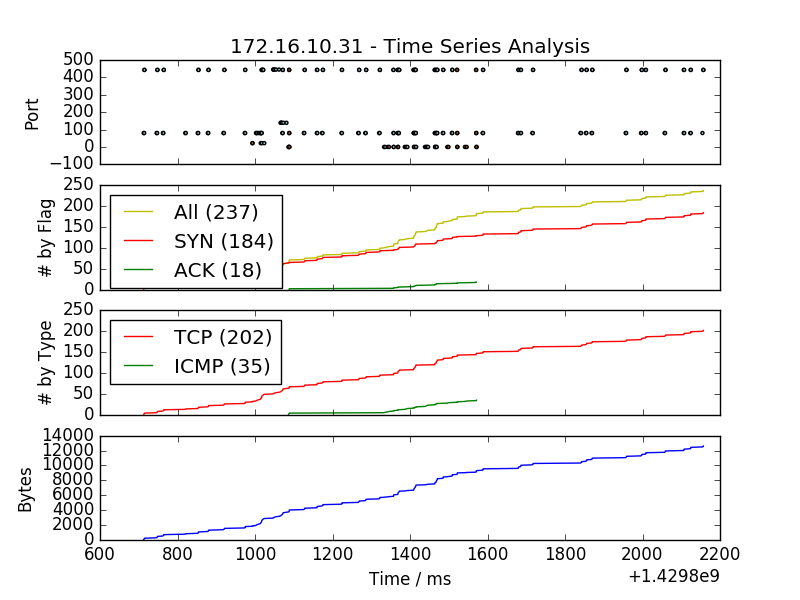 172.16.10.31 - Time Series Analysis
Port
500
400
300
200
100
0
−100
# by Flag
250
200
150
100
50
0
All (237)
SYN (184)
ACK (18)
# by Type
250
200
150
100
50
0
TCP (202)
ICMP (35)
Bytes
14000
12000
10000
8000
6000
4000
2000
0
600 800 1000 1200 1400 1600 1800 2000 2200
Time / ms
+1.4298e9